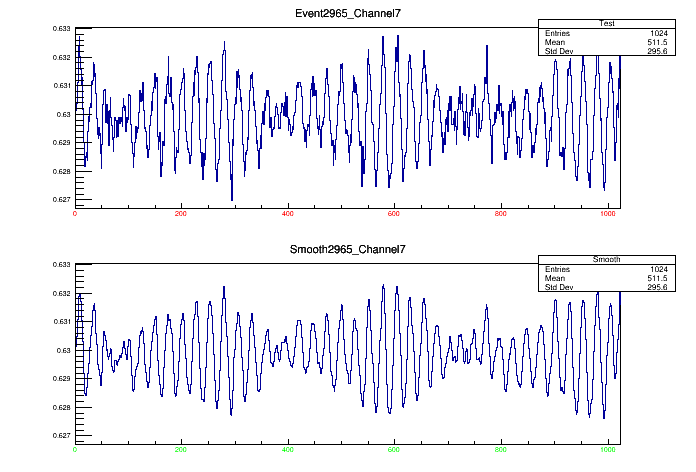 Event2965_Channel7
Test
Entries 1024
Mean 511.5
Std Dev 295.6
0.633
0.632
0.631
0.63
0.629
0.628
0.627
0 200 400 600 800 1000
Smooth2965_Channel7
Smooth
Entries 1024
Mean 511.5
Std Dev 295.6
0.633
0.632
0.631
0.63
0.629
0.628
0.627
0 200 400 600 800 1000